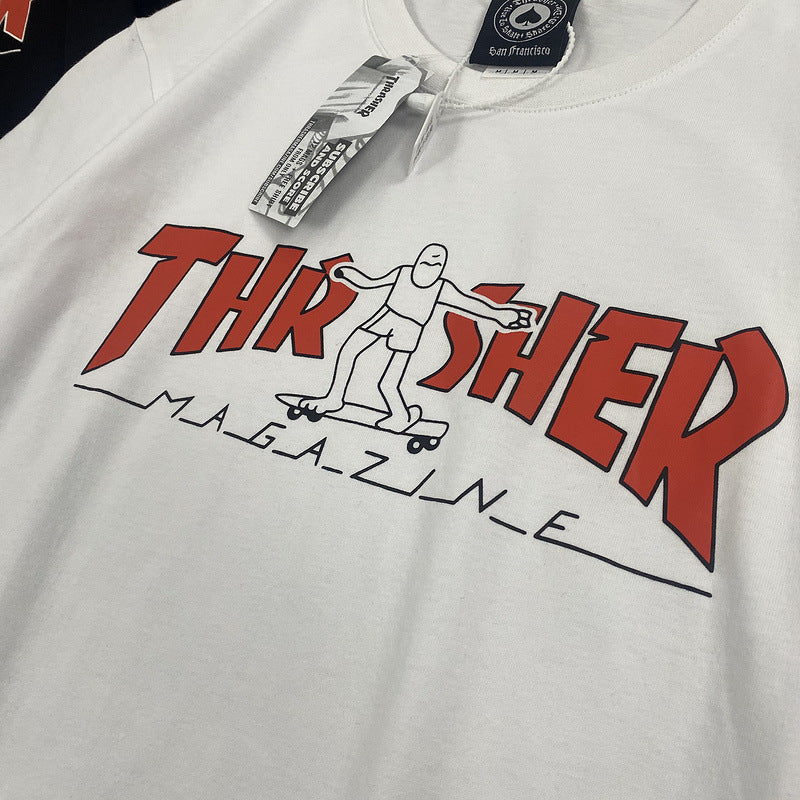 San Francisco
M M M
THRASHER
SUBSCRIBE
AND SCORE
THRASHER
MAGAZINE